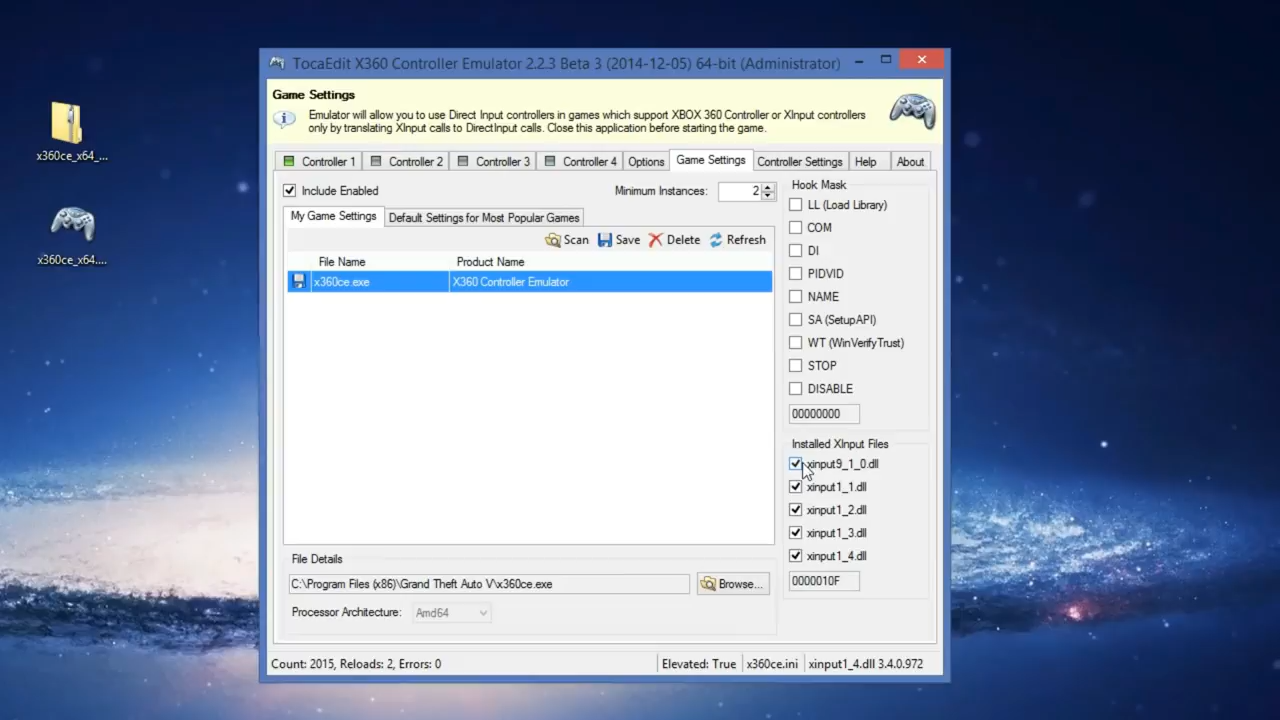 x360ce_x64_...
x360ce_x64....
TocaEdit X360 Controller Emulator 2.2.3 Beta 3 (2014-12-05) 64-bit (Administrator)
Game Settings
Emulator will allow you to use Direct Input controllers in games which support XBOX 360 Controller or XInput controllers
only by translating XInput calls to DirectInput calls. Close this application before starting the game.
Controller 1 Controller 2 Controller 3 Controller 4 Options Game Settings Controller Settings Help About
Include Enabled Minimum Instances: 2
My Game Settings Default Settings for Most Popular Games
Scan Save Delete Refresh
File Name Product Name
x360ce.exe X360 Controller Emulator
Hook Mask
LL (Load Library)
COM
DI
PIDVID
NAME
SA (SetupAPI)
WT (WinVerifyTrust)
STOP
DISABLE
00000000
Installed XInput Files
xinput9_1_0.dll
xinput1_1.dll
xinput1_2.dll
xinput1_3.dll
xinput1_4.dll
0000010F
File Details
C:\Program Files (x86)\Grand Theft Auto V\x360ce.exe Browse...
Processor Architecture: Amd64
Count: 2015, Reloads: 2, Errors: 0 Elevated: True x360ce.ini xinput1_4.dll 3.4.0.972